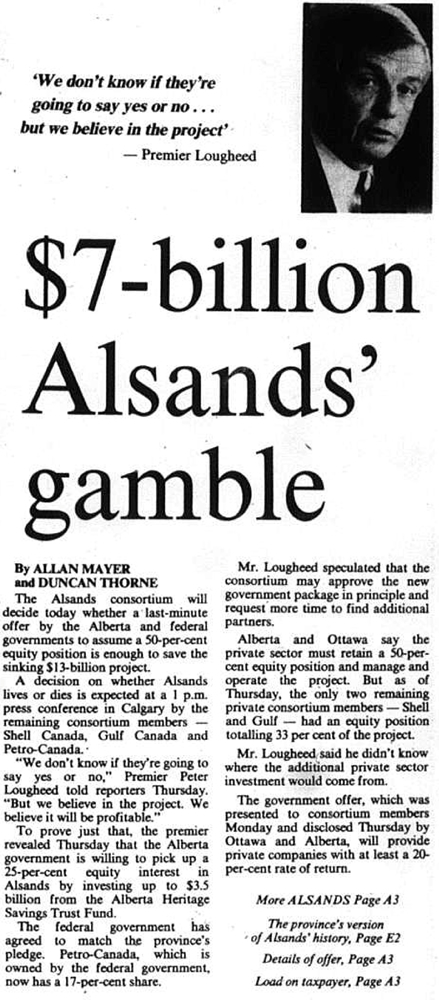 ‘We don’t know if they’re
going to say yes or no . . .
but we believe in the project’
— Premier Lougheed
$7-billion
Alsands’
gamble
By ALLAN MAYER
and DUNCAN THORNE
The Alsands consortium will
decide today whether a last-minute
offer by the Alberta and federal
governments to assume a 50-per-cent
equity position is enough to save the
sinking $13-billion project.
A decision on whether Alsands
lives or dies is expected at a 1 p.m.
press conference in Calgary by the
remaining consortium members —
Shell Canada, Gulf Canada and
Petro-Canada.
“We don’t know if they’re going to
say yes or no,” Premier Peter
Lougheed told reporters Thursday.
“But we believe in the project. We
believe it will be profitable.”
To prove just that, the premier
revealed Thursday that the Alberta
government is willing to pick up a
25-per-cent equity interest in
Alsands by investing up to $3.5
billion from the Alberta Heritage
Savings Trust Fund.
The federal government has
agreed to match the province’s
pledge. Petro-Canada, which is
owned by the federal government,
now has a 17-per-cent share.
Mr. Lougheed speculated that the
consortium may approve the new
government package in principle and
request more time to find additional
partners.
Alberta and Ottawa say the
private sector must retain a 50-per-
cent equity position and manage and
operate the project. But as of
Thursday, the only two remaining
private consortium members — Shell
and Gulf — had an equity position
totalling 33 per cent of the project.
Mr. Lougheed said he didn’t know
where the additional private sector
investment would come from.
The government offer, which was
presented to consortium members
Monday and disclosed Thursday by
Ottawa and Alberta, will provide
private companies with at least a 20-
per-cent rate of return.
More ALSANDS Page A3
The province’s version
of Alsands’ history, Page E2
Details of offer, Page A3
Load on taxpayer, Page A3